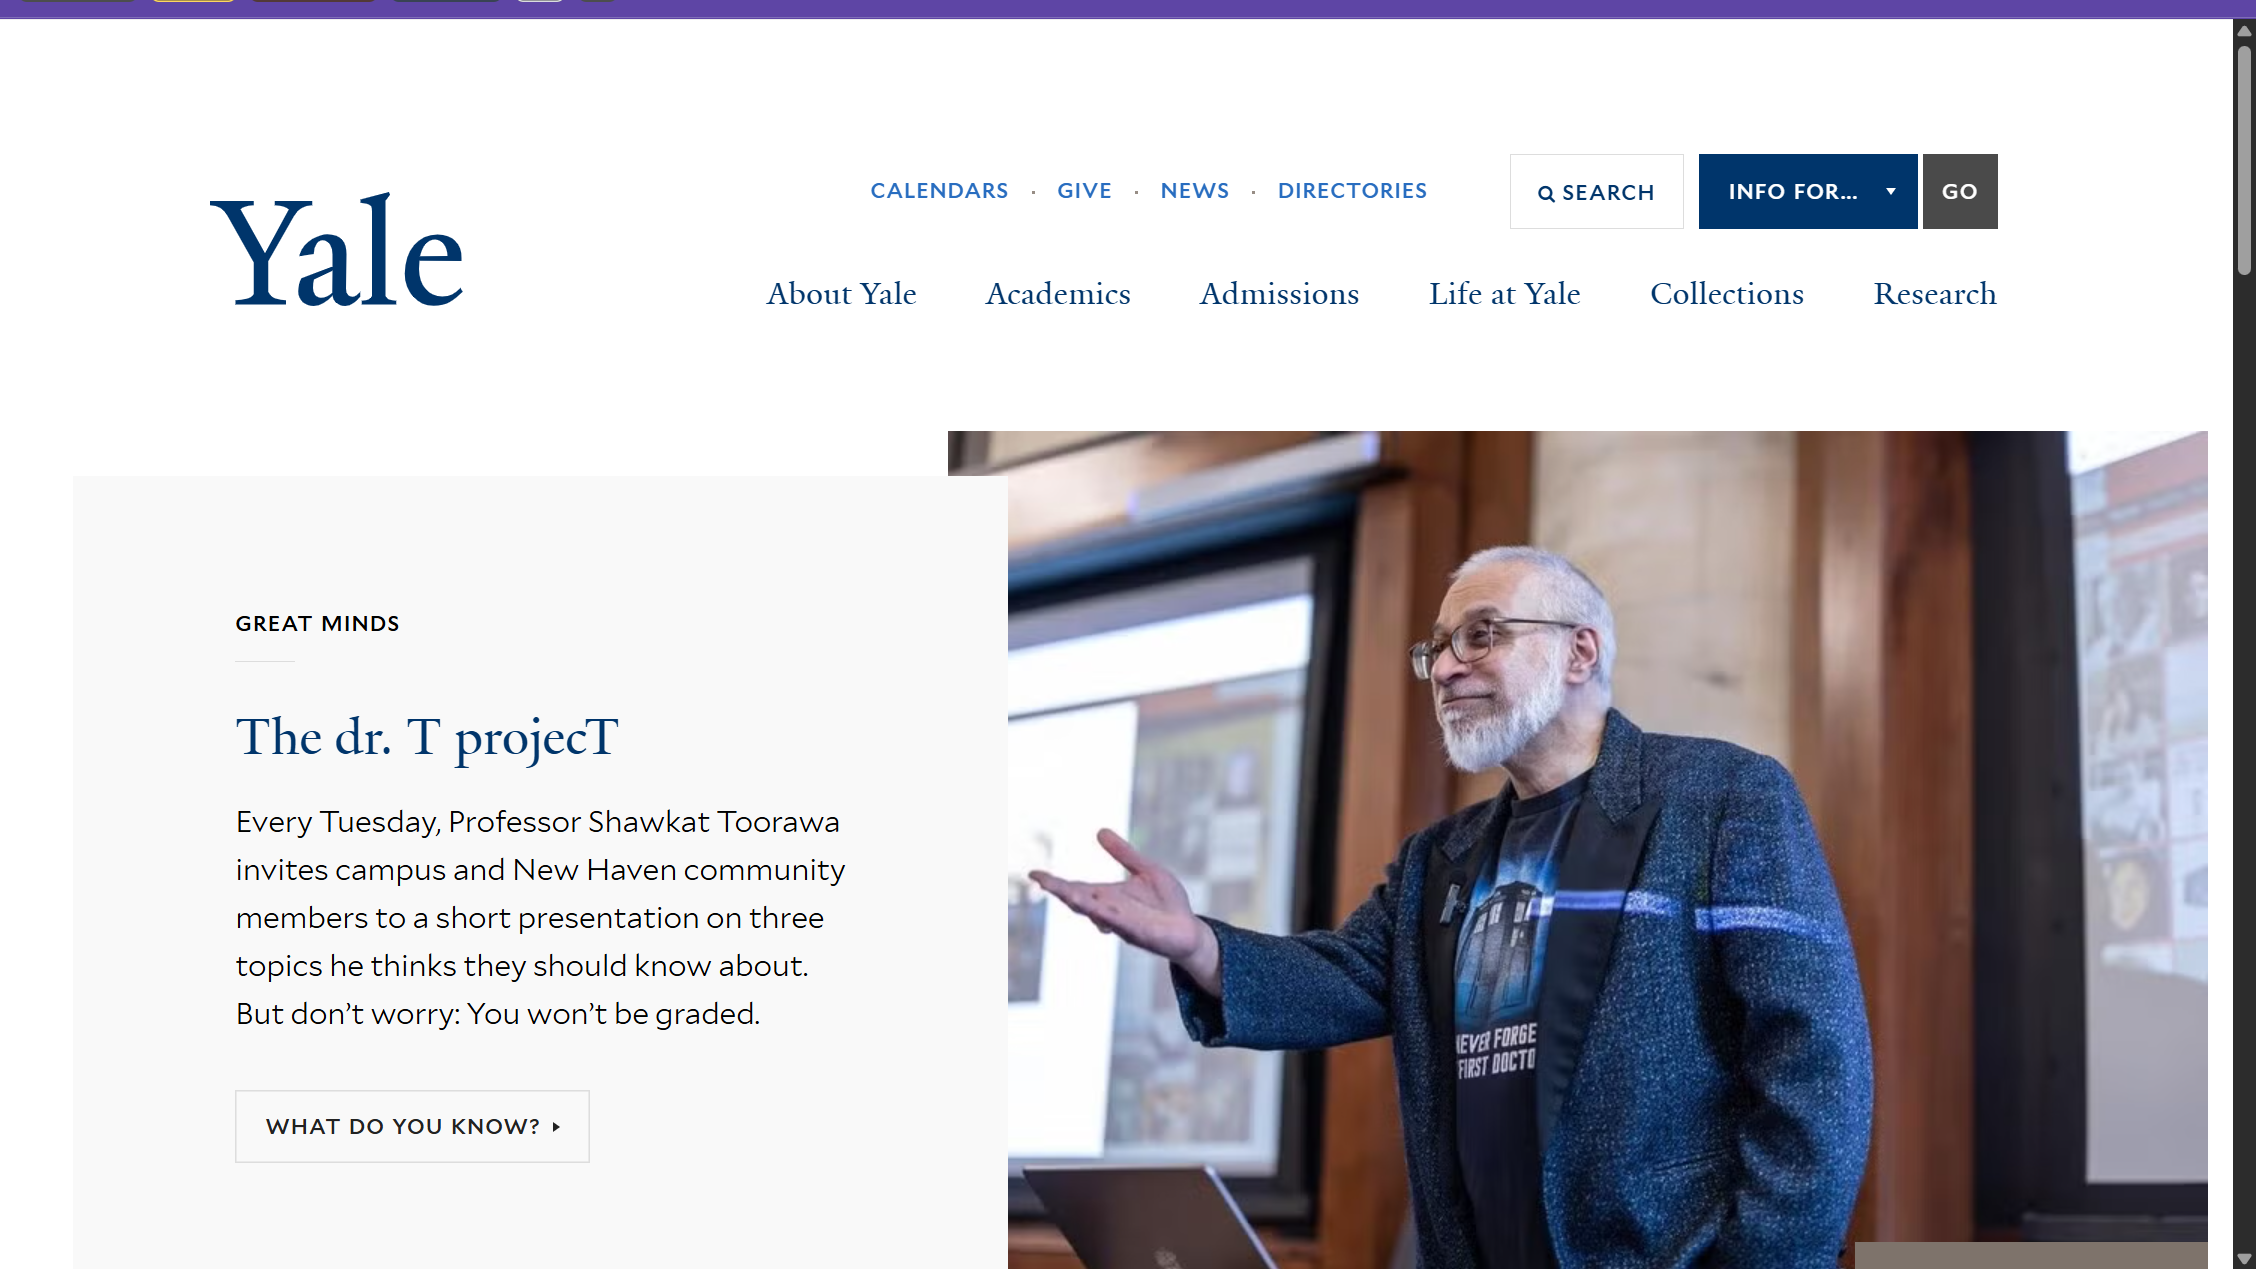 Yale
CALENDARS · GIVE · NEWS · DIRECTORIES
SEARCH
INFO FOR...
GO
About Yale
Academics
Admissions
Life at Yale
Collections
Research
GREAT MINDS
The dr. T projecT
Every Tuesday, Professor Shawkat Toorawa
invites campus and New Haven community
members to a short presentation on three
topics he thinks they should know about.
But don’t worry: You won’t be graded.
WHAT DO YOU KNOW?
FIRST